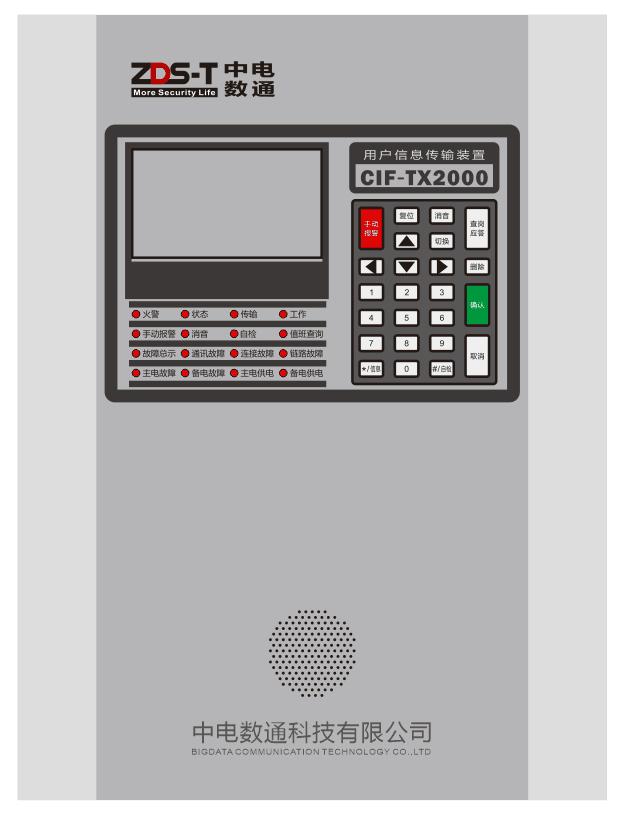 ZDS-T 中电
数通
More Security Life
用户信息传输装置
CIF-TX2000
手动
报警
复位
消音
查岗
应答
切换
删除
1
2
3
确认
4
5
6
7
8
9
取消
*/信息
0
#/自检
火警 状态 传输 工作
手动报警 消音 自检 值班查询
故障总示 通讯故障 连接故障 链路故障
主电故障 备电故障 主电供电 备电供电
中电数通科技有限公司
BIGDATA COMMUNICATION TECHNOLOGY CO.,LTD